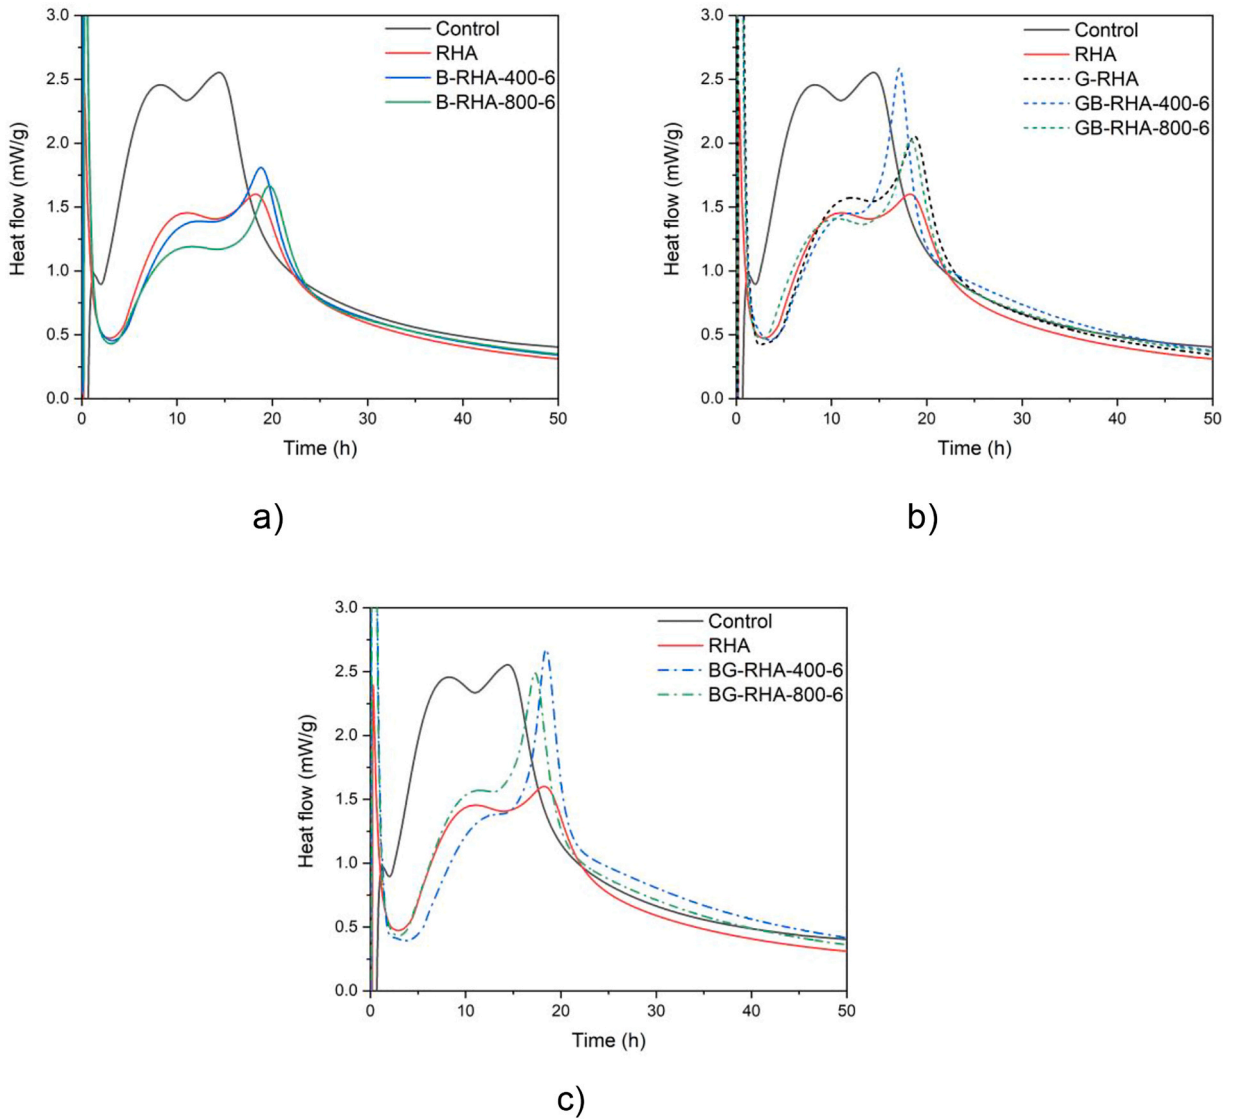 3.0
2.5
2.0
1.5
1.0
0.5
0.0
Heat flow (mW/g)
Control
RHA
B-RHA-400-6
B-RHA-800-6
0 10 20 30 40 50
Time (h)
a)
3.0
2.5
2.0
1.5
1.0
0.5
0.0
Heat flow (mW/g)
Control
RHA
G-RHA
GB-RHA-400-6
GB-RHA-800-6
0 10 20 30 40 50
Time (h)
b)
3.0
2.5
2.0
1.5
1.0
0.5
0.0
Heat flow (mW/g)
Control
RHA
BG-RHA-400-6
BG-RHA-800-6
0 10 20 30 40 50
Time (h)
c)